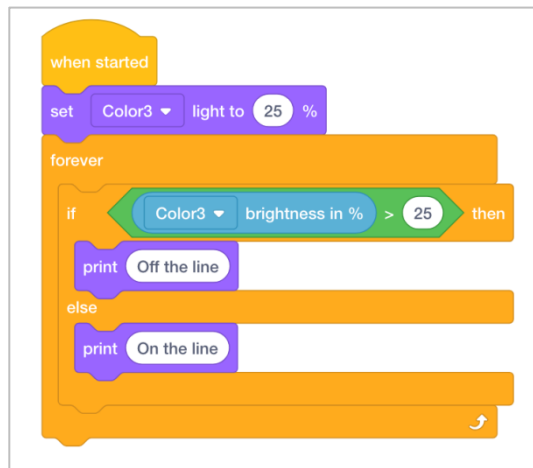 when started
set Color3 light to 25 %
forever
if Color3 brightness in % > 25 then
print Off the line
else
print On the line